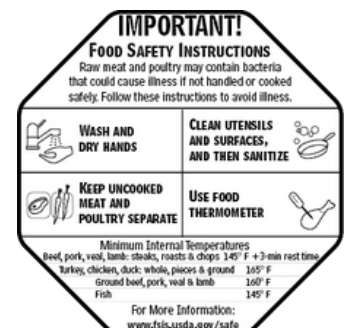 IMPORTANT!
FOOD SAFETY INSTRUCTIONS
Raw meat and poultry may contain bacteria
that could cause illness if not handled or cooked
safely. Follow these instructions to avoid illness.
WASH AND
DRY HANDS
CLEAN UTENSILS
AND SURFACES,
AND THEN SANITIZE
KEEP UNCOOKED
MEAT AND
POULTRY SEPARATE
USE FOOD
THERMOMETER
Minimum Internal Temperatures
Beef, pork, veal, lamb: steaks, roasts & chops 145° F +3-min rest time
Turkey, chicken, duck: whole, pieces & ground 165° F
Ground beef, pork, veal & lamb 160° F
Fish 145° F
For More Information:
www.fsis.usda.gov/safe